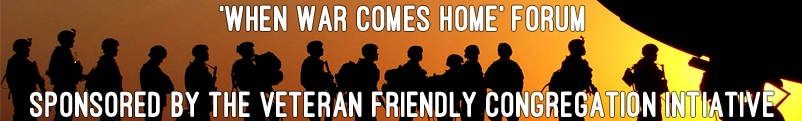 'WHEN WAR COMES HOME' FORUM
SPONSORED BY THE VETERAN FRIENDLY CONGREGATION INTIATIVE